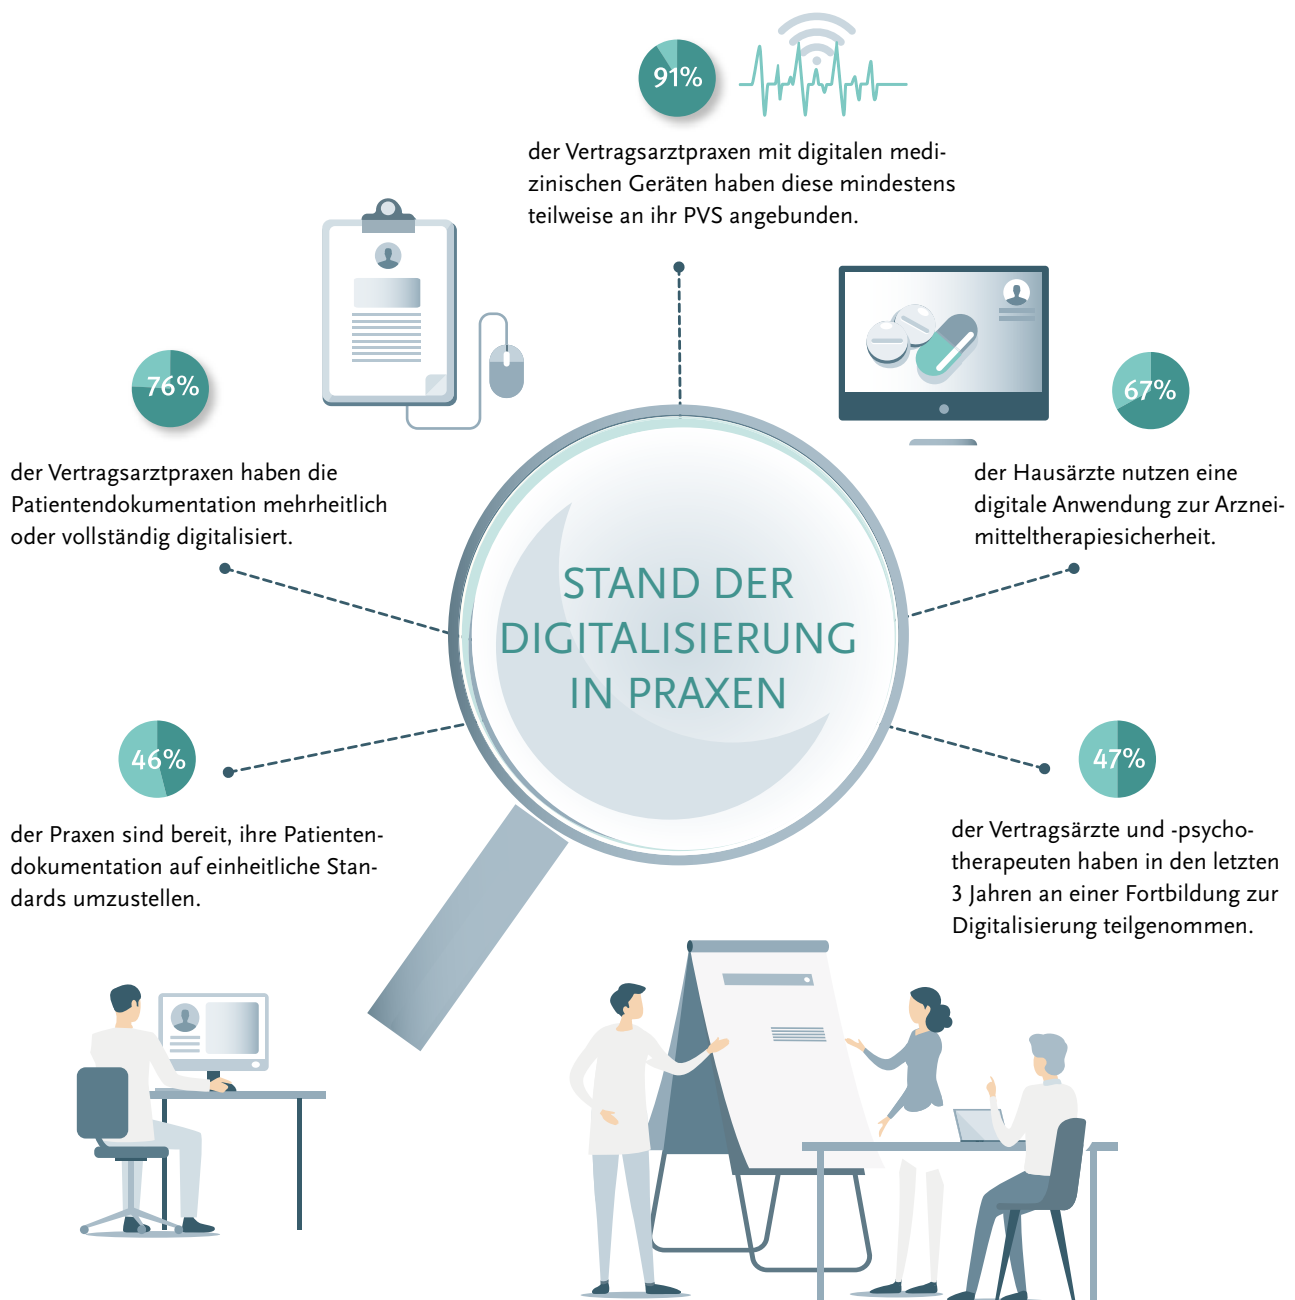 91%
der Vertragsarztpraxen mit digitalen medi-
zinischen Geräten haben diese mindestens
teilweise an ihr PVS angebunden.
76%
der Vertragsarztpraxen haben die
Patientendokumentation mehrheitlich
oder vollständig digitalisiert.
67%
der Hausärzte nutzen eine
digitale Anwendung zur Arznei-
mitteltherapiesicherheit.
STAND DER
DIGITALISIERUNG
IN PRAXEN
46%
der Praxen sind bereit, ihre Patienten-
dokumentation auf einheitliche Stan-
dards umzustellen.
47%
der Vertragsärzte und -psycho-
therapeuten haben in den letzten
3 Jahren an einer Fortbildung zur
Digitalisierung teilgenommen.